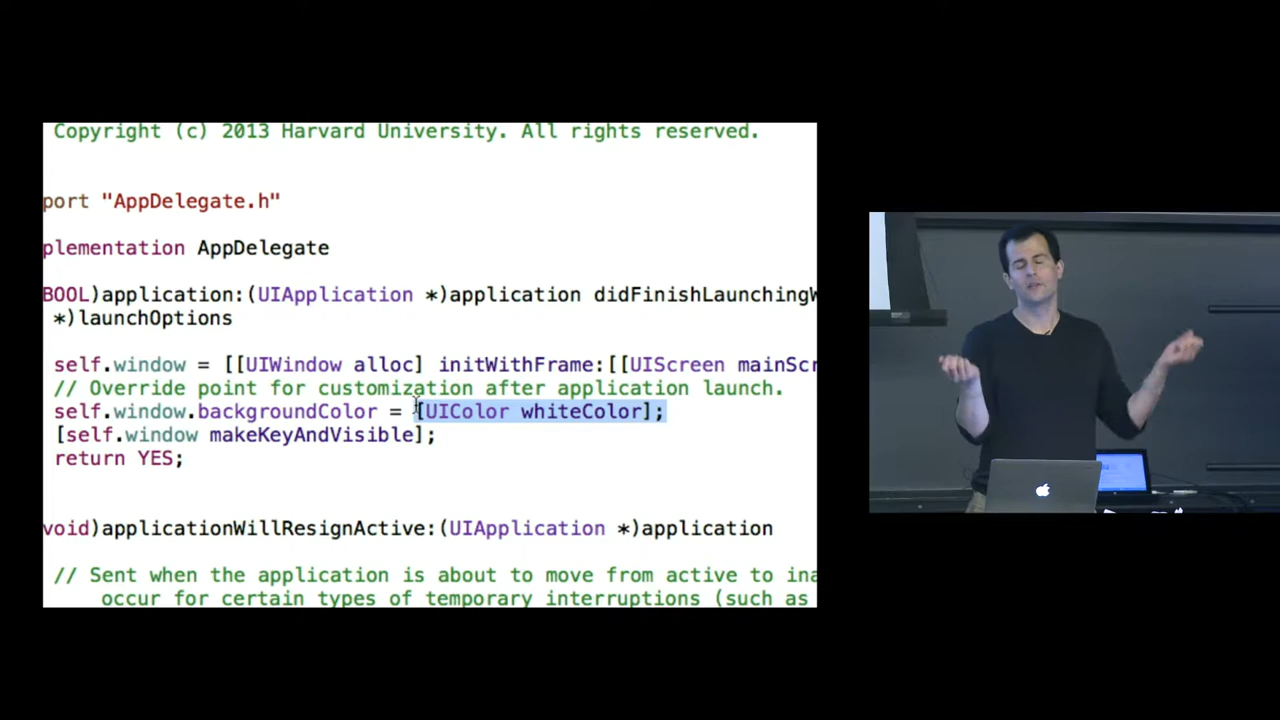 Copyright (c) 2013 Harvard University. All rights reserved.
port "AppDelegate.h"
plementation AppDelegate
BOOL)application:(UIApplication *)application didFinishLaunchingW
*)launchOptions
self.window = [[UIWindow alloc] initWithFrame:[[UIScreen mainScr
// Override point for customization after application launch.
self.window.backgroundColor = [UIColor whiteColor];
[self.window makeKeyAndVisible];
return YES;
void)applicationWillResignActive:(UIApplication *)application
// Sent when the application is about to move from active to ina
occur for certain types of temporary interruptions (such as